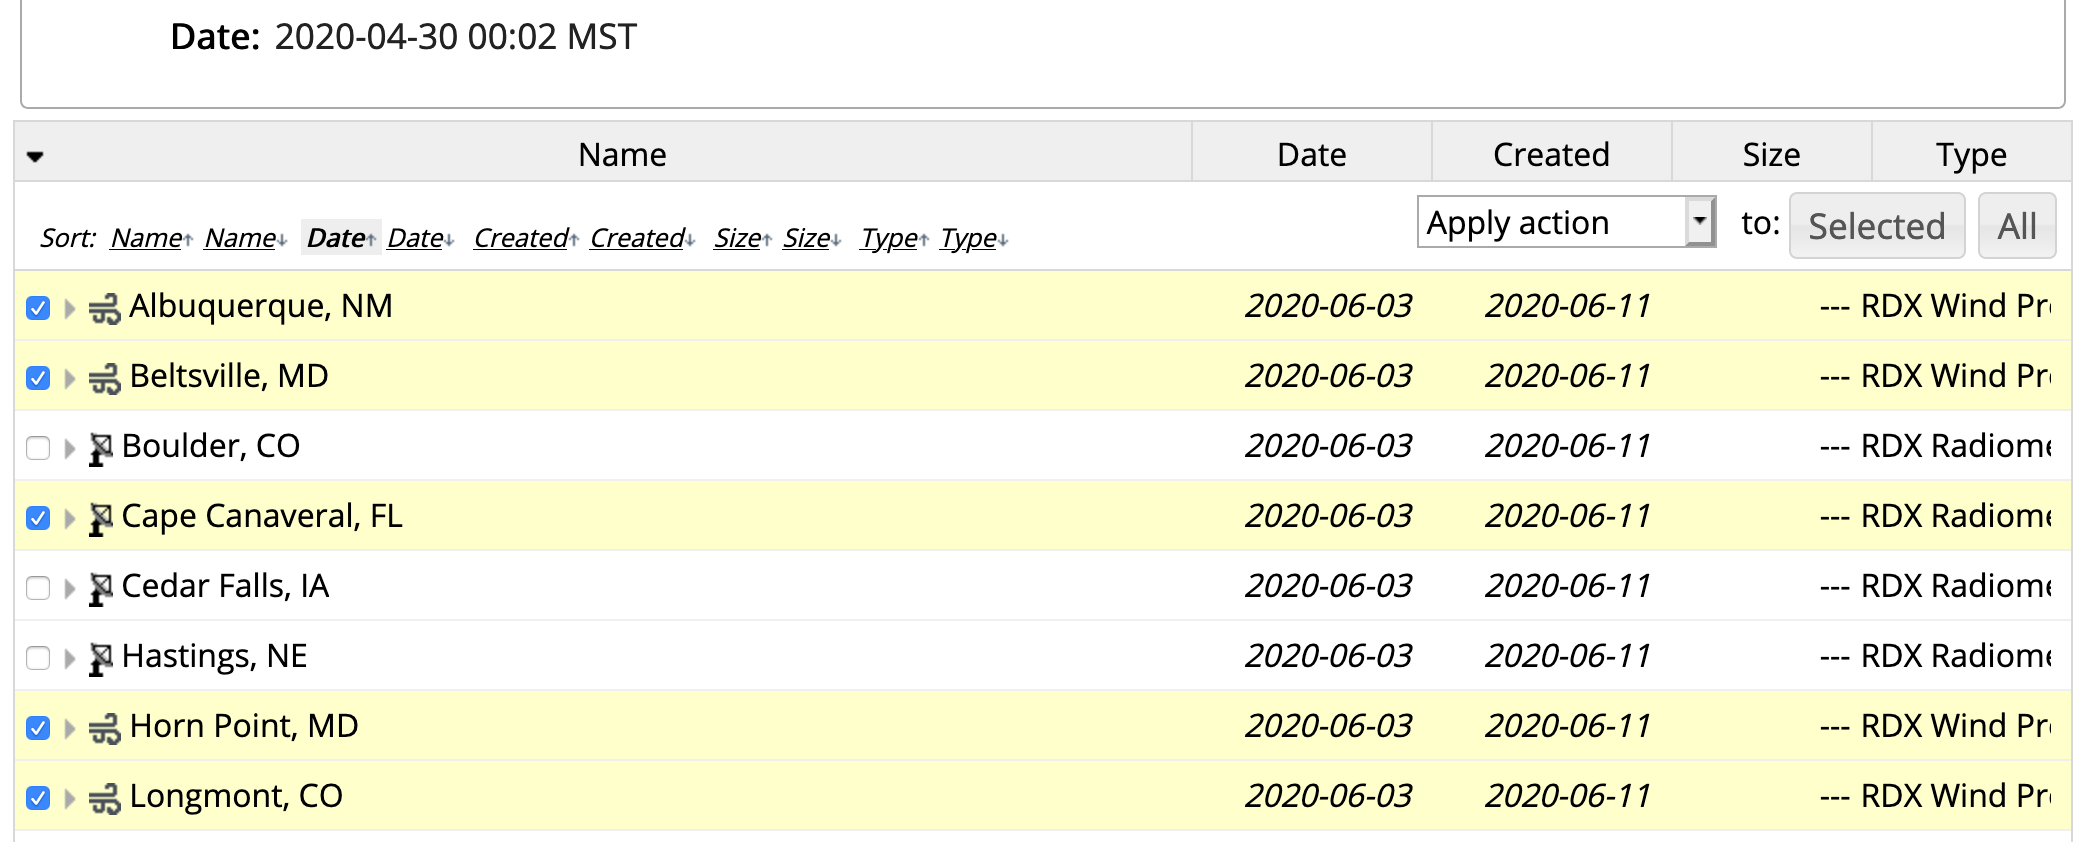 Date: 2020-04-30 00:02 MST
Name Date Created Size Type
Sort: Name↑ Name↓ Date↑ Date↓ Created↑ Created↓ Size↑ Size↓ Type↑ Type↓ Apply action to: Selected All
Albuquerque, NM 2020-06-03 2020-06-11 --- RDX Wind Pr
Beltsville, MD 2020-06-03 2020-06-11 --- RDX Wind Pr
Boulder, CO 2020-06-03 2020-06-11 --- RDX Radiome
Cape Canaveral, FL 2020-06-03 2020-06-11 --- RDX Radiome
Cedar Falls, IA 2020-06-03 2020-06-11 --- RDX Radiome
Hastings, NE 2020-06-03 2020-06-11 --- RDX Radiome
Horn Point, MD 2020-06-03 2020-06-11 --- RDX Wind Pr
Longmont, CO 2020-06-03 2020-06-11 --- RDX Wind Pr